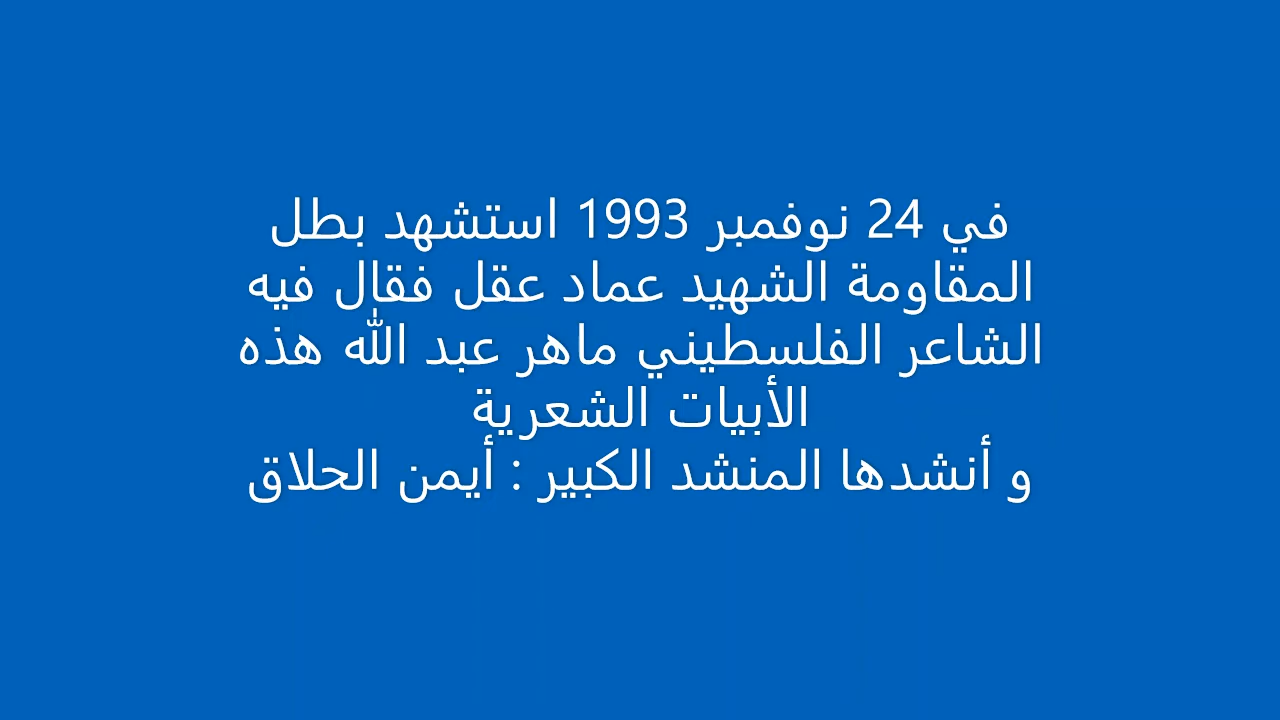 في 24 نوفمبر 1993 استشهد بطل
المقاومة الشهيد عماد عقل فقال فيه
الشاعر الفلسطيني ماهر عبد الله هذه
الأبيات الشعرية
و أنشدها المنشد الكبير : أيمن الحلاق